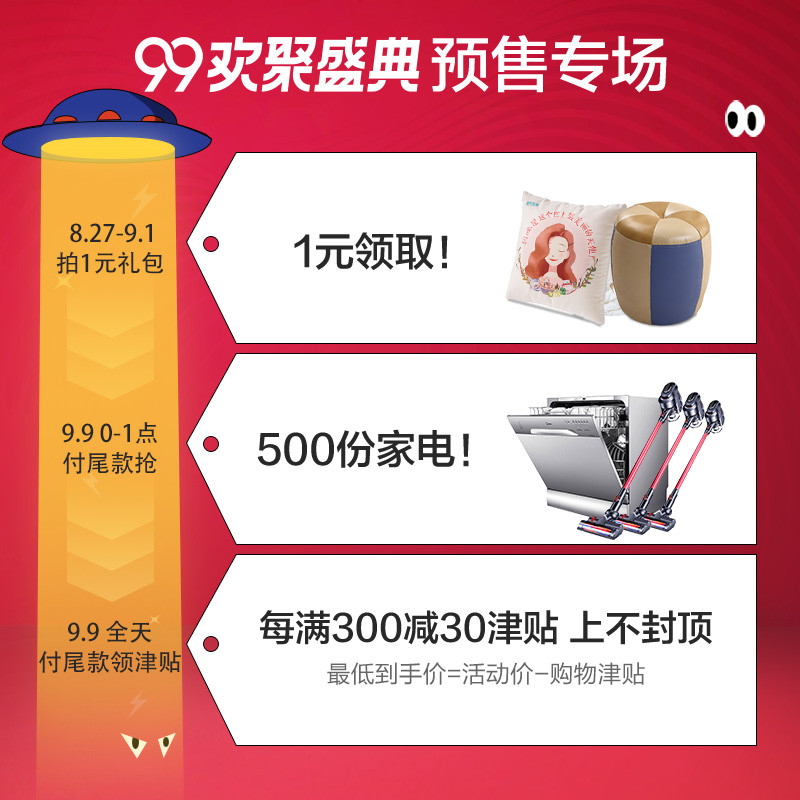 99欢聚盛典 预售专场
8.27-9.1
拍1元礼包
1元领取！
9.9 0-1点
付尾款抢
500份家电！
9.9 全天
付尾款领津贴
每满300减30津贴 上不封顶
最低到手价=活动价-购物津贴